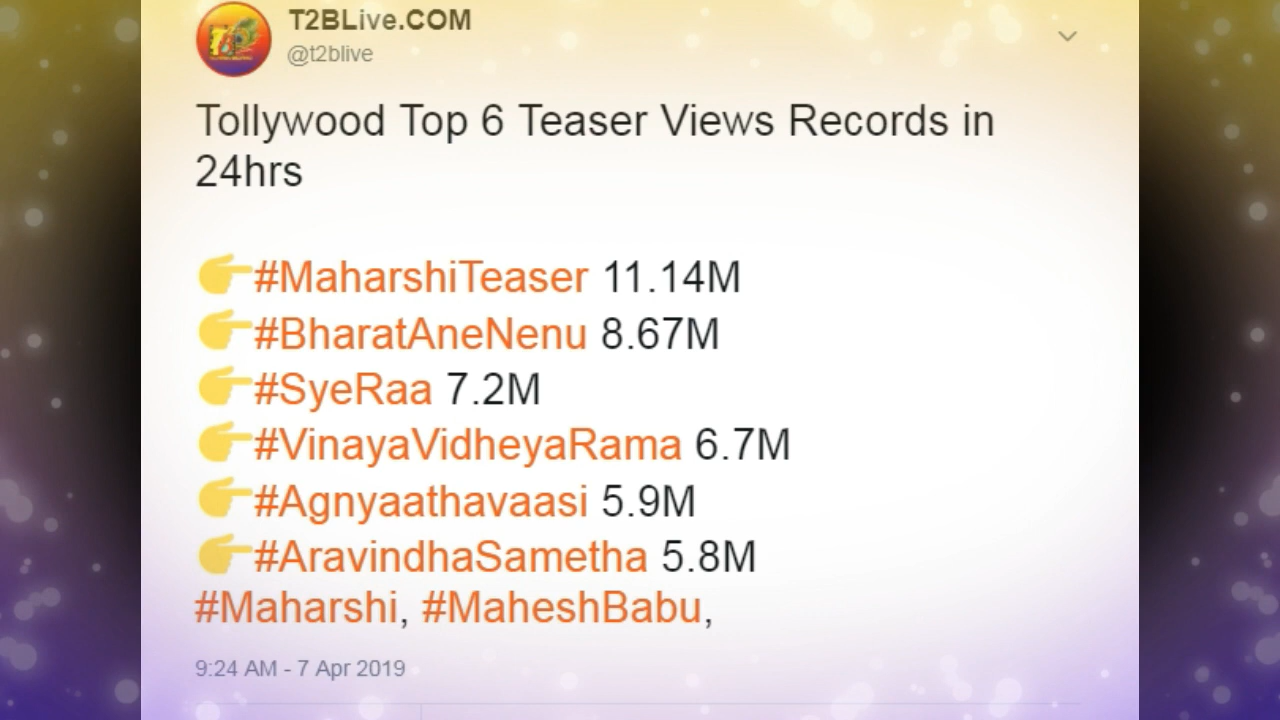 T2BLive.COM
@t2blive
Tollywood Top 6 Teaser Views Records in
24hrs
👉#MaharshiTeaser 11.14M
👉#BharatAneNenu 8.67M
👉#SyeRaa 7.2M
👉#VinayaVidheyaRama 6.7M
👉#Agnyaathavaasi 5.9M
👉#AravindhaSametha 5.8M
#Maharshi, #MaheshBabu,
9:24 AM - 7 Apr 2019